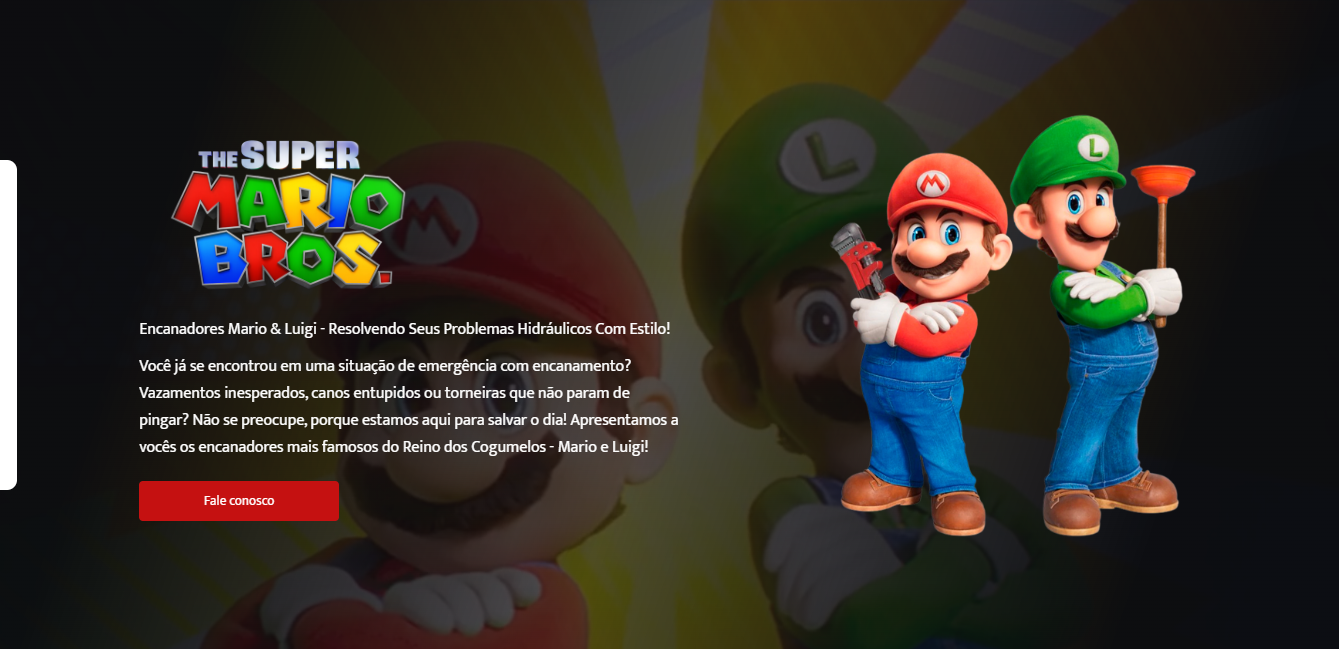 THE SUPER
MARIO
BROS.
Encanadores Mario & Luigi - Resolvendo Seus Problemas Hidráulicos Com Estilo!
Você já se encontrou em uma situação de emergência com encanamento?
Vazamentos inesperados, canos entupidos ou torneiras que não param de
pingar? Não se preocupe, porque estamos aqui para salvar o dia! Apresentamos a
vocês os encanadores mais famosos do Reino dos Cogumelos - Mario e Luigi!
Fale conosco
M
L
M
L